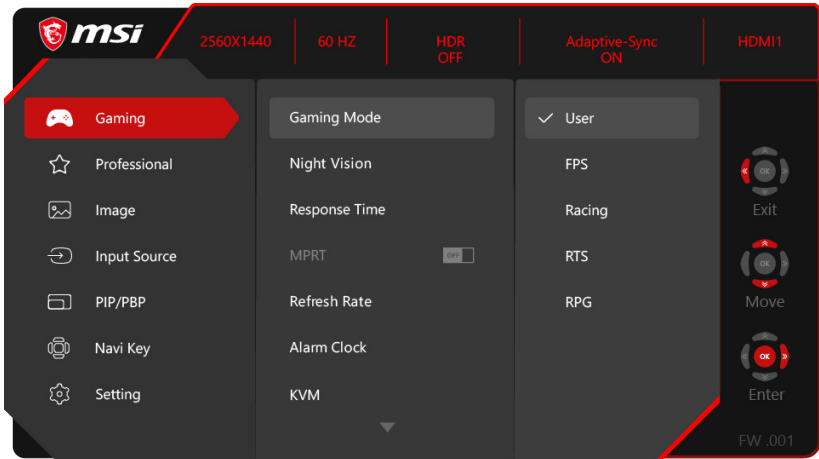 msi
2560X1440
60 HZ
HDR
OFF
Adaptive-Sync
ON
HDMI1
Gaming
Professional
Image
Input Source
PIP/PBP
Navi Key
Setting
Gaming Mode
Night Vision
Response Time
MPRT
OFF
Refresh Rate
Alarm Clock
KVM
User
FPS
Racing
RTS
RPG
OK
Exit
OK
Move
OK
Enter
FW .001